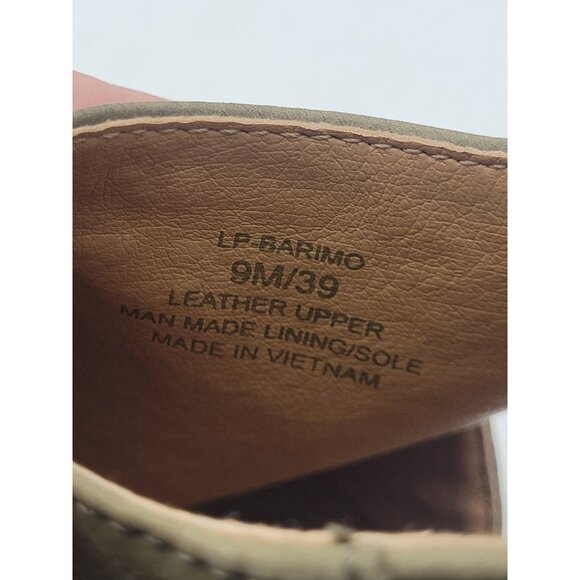 LP-BARIMO
9M/39
LEATHER UPPER
MAN MADE LINING/SOLE
MADE IN VIETNAM